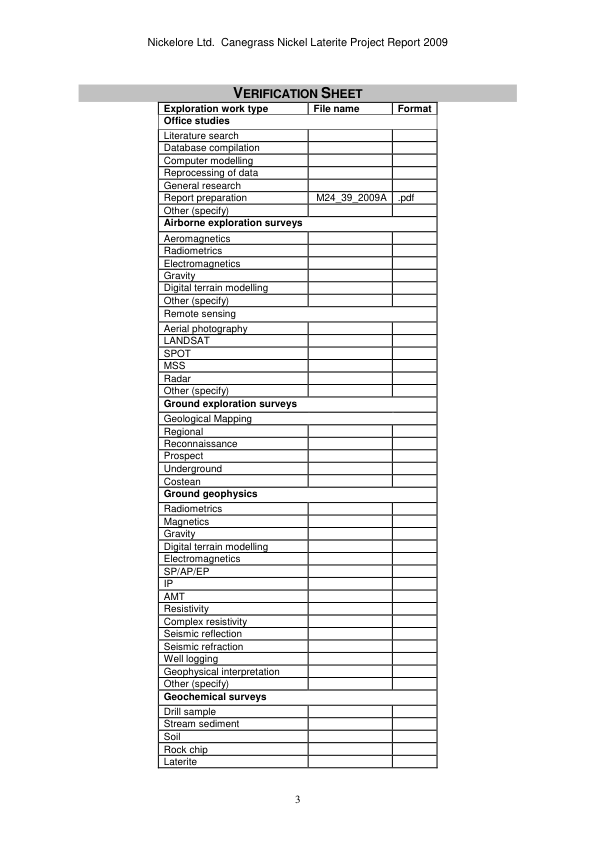 Nickelore Ltd.  Canegrass Nickel Laterite Project Report 2009
VERIFICATION SHEET
Exploration work type File name Format
Office studies
Literature search
Database compilation
Computer modelling
Reprocessing of data
General research
Report preparation M24_39_2009A .pdf
Other (specify)
Airborne exploration surveys
Aeromagnetics
Radiometrics
Electromagnetics
Gravity
Digital terrain modelling
Other (specify)
Remote sensing
Aerial photography
LANDSAT
SPOT
MSS
Radar
Other (specify)
Ground exploration surveys
Geological Mapping
Regional
Reconnaissance
Prospect
Underground
Costean
Ground geophysics
Radiometrics
Magnetics
Gravity
Digital terrain modelling
Electromagnetics
SP/AP/EP
IP
AMT
Resistivity
Complex resistivity
Seismic reflection
Seismic refraction
Well logging
Geophysical interpretation
Other (specify)
Geochemical surveys
Drill sample
Stream sediment
Soil
Rock chip
Laterite
3